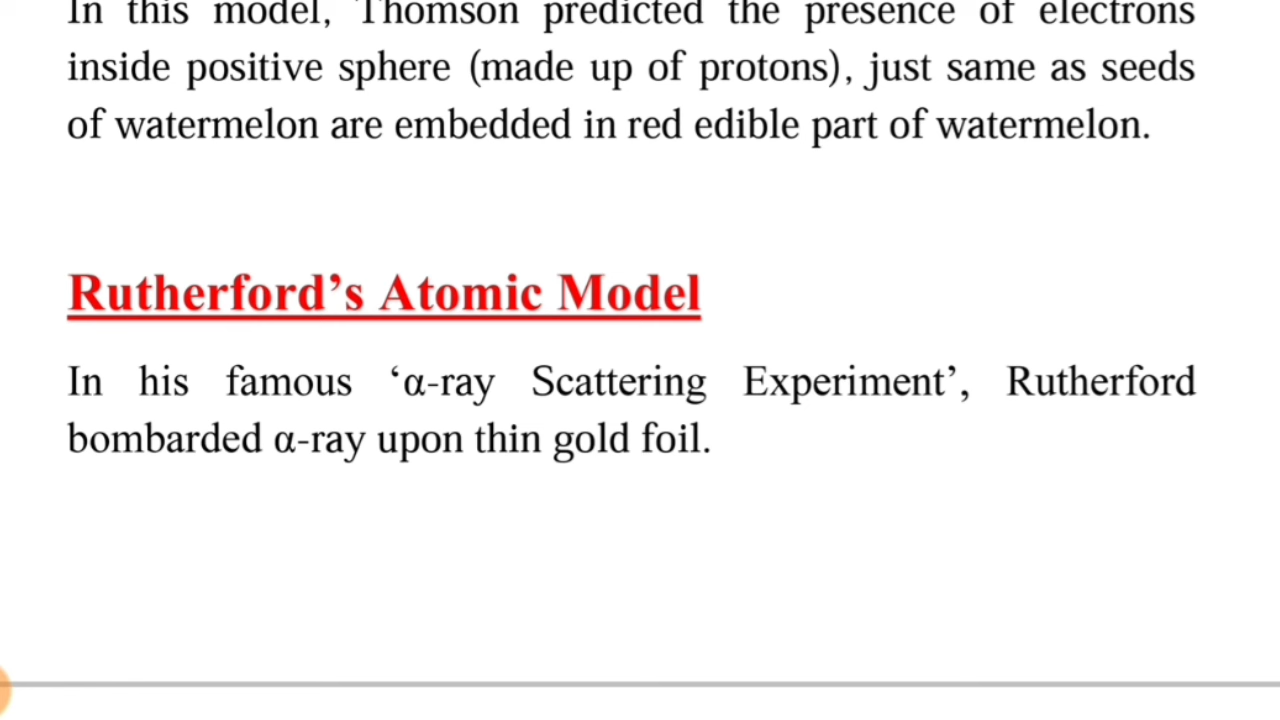 In this model, Thomson predicted the presence of electrons
inside positive sphere (made up of protons), just same as seeds
of watermelon are embedded in red edible part of watermelon.
Rutherford’s Atomic Model
In his famous ‘α-ray Scattering Experiment’, Rutherford
bombarded α-ray upon thin gold foil.